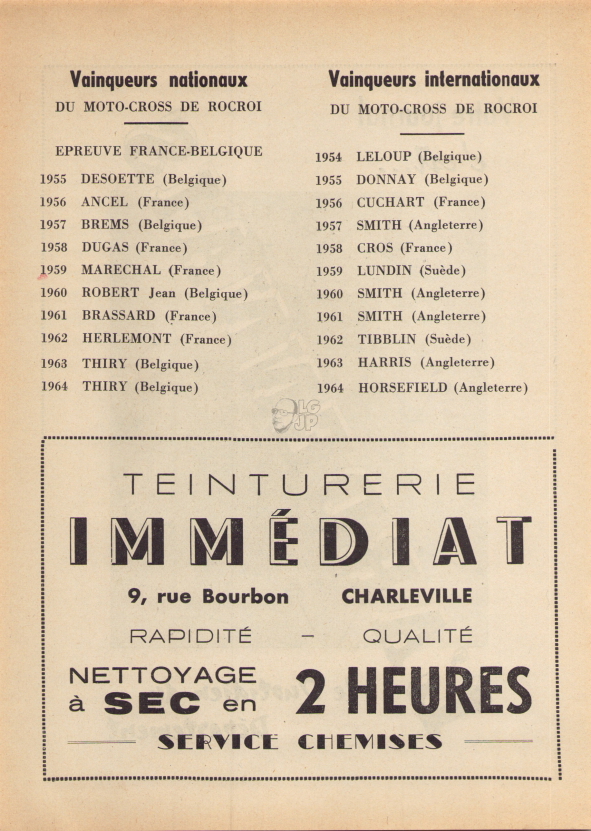 Vainqueurs nationaux
DU MOTO-CROSS DE ROCROI
EPREUVE FRANCE-BELGIQUE
1955 DESOETTE (Belgique)
1956 ANCEL (France)
1957 BREMS (Belgique)
1958 DUGAS (France)
1959 MARECHAL (France)
1960 ROBERT Jean (Belgique)
1961 BRASSARD (France)
1962 HERLEMONT (France)
1963 THIRY (Belgique)
1964 THIRY (Belgique)
Vainqueurs internationaux
DU MOTO-CROSS DE ROCROI
1954 LELOUP (Belgique)
1955 DONNAY (Belgique)
1956 CUCHART (France)
1957 SMITH (Angleterre)
1958 CROS (France)
1959 LUNDIN (Suède)
1960 SMITH (Angleterre)
1961 SMITH (Angleterre)
1962 TIBBLIN (Suède)
1963 HARRIS (Angleterre)
1964 HORSEFIELD (Angleterre)
LG
JP
TEINTURERIE
IMMÉDIAT
9, rue Bourbon CHARLEVILLE
RAPIDITÉ - QUALITÉ
NETTOYAGE
à SEC en 2 HEURES
SERVICE CHEMISES